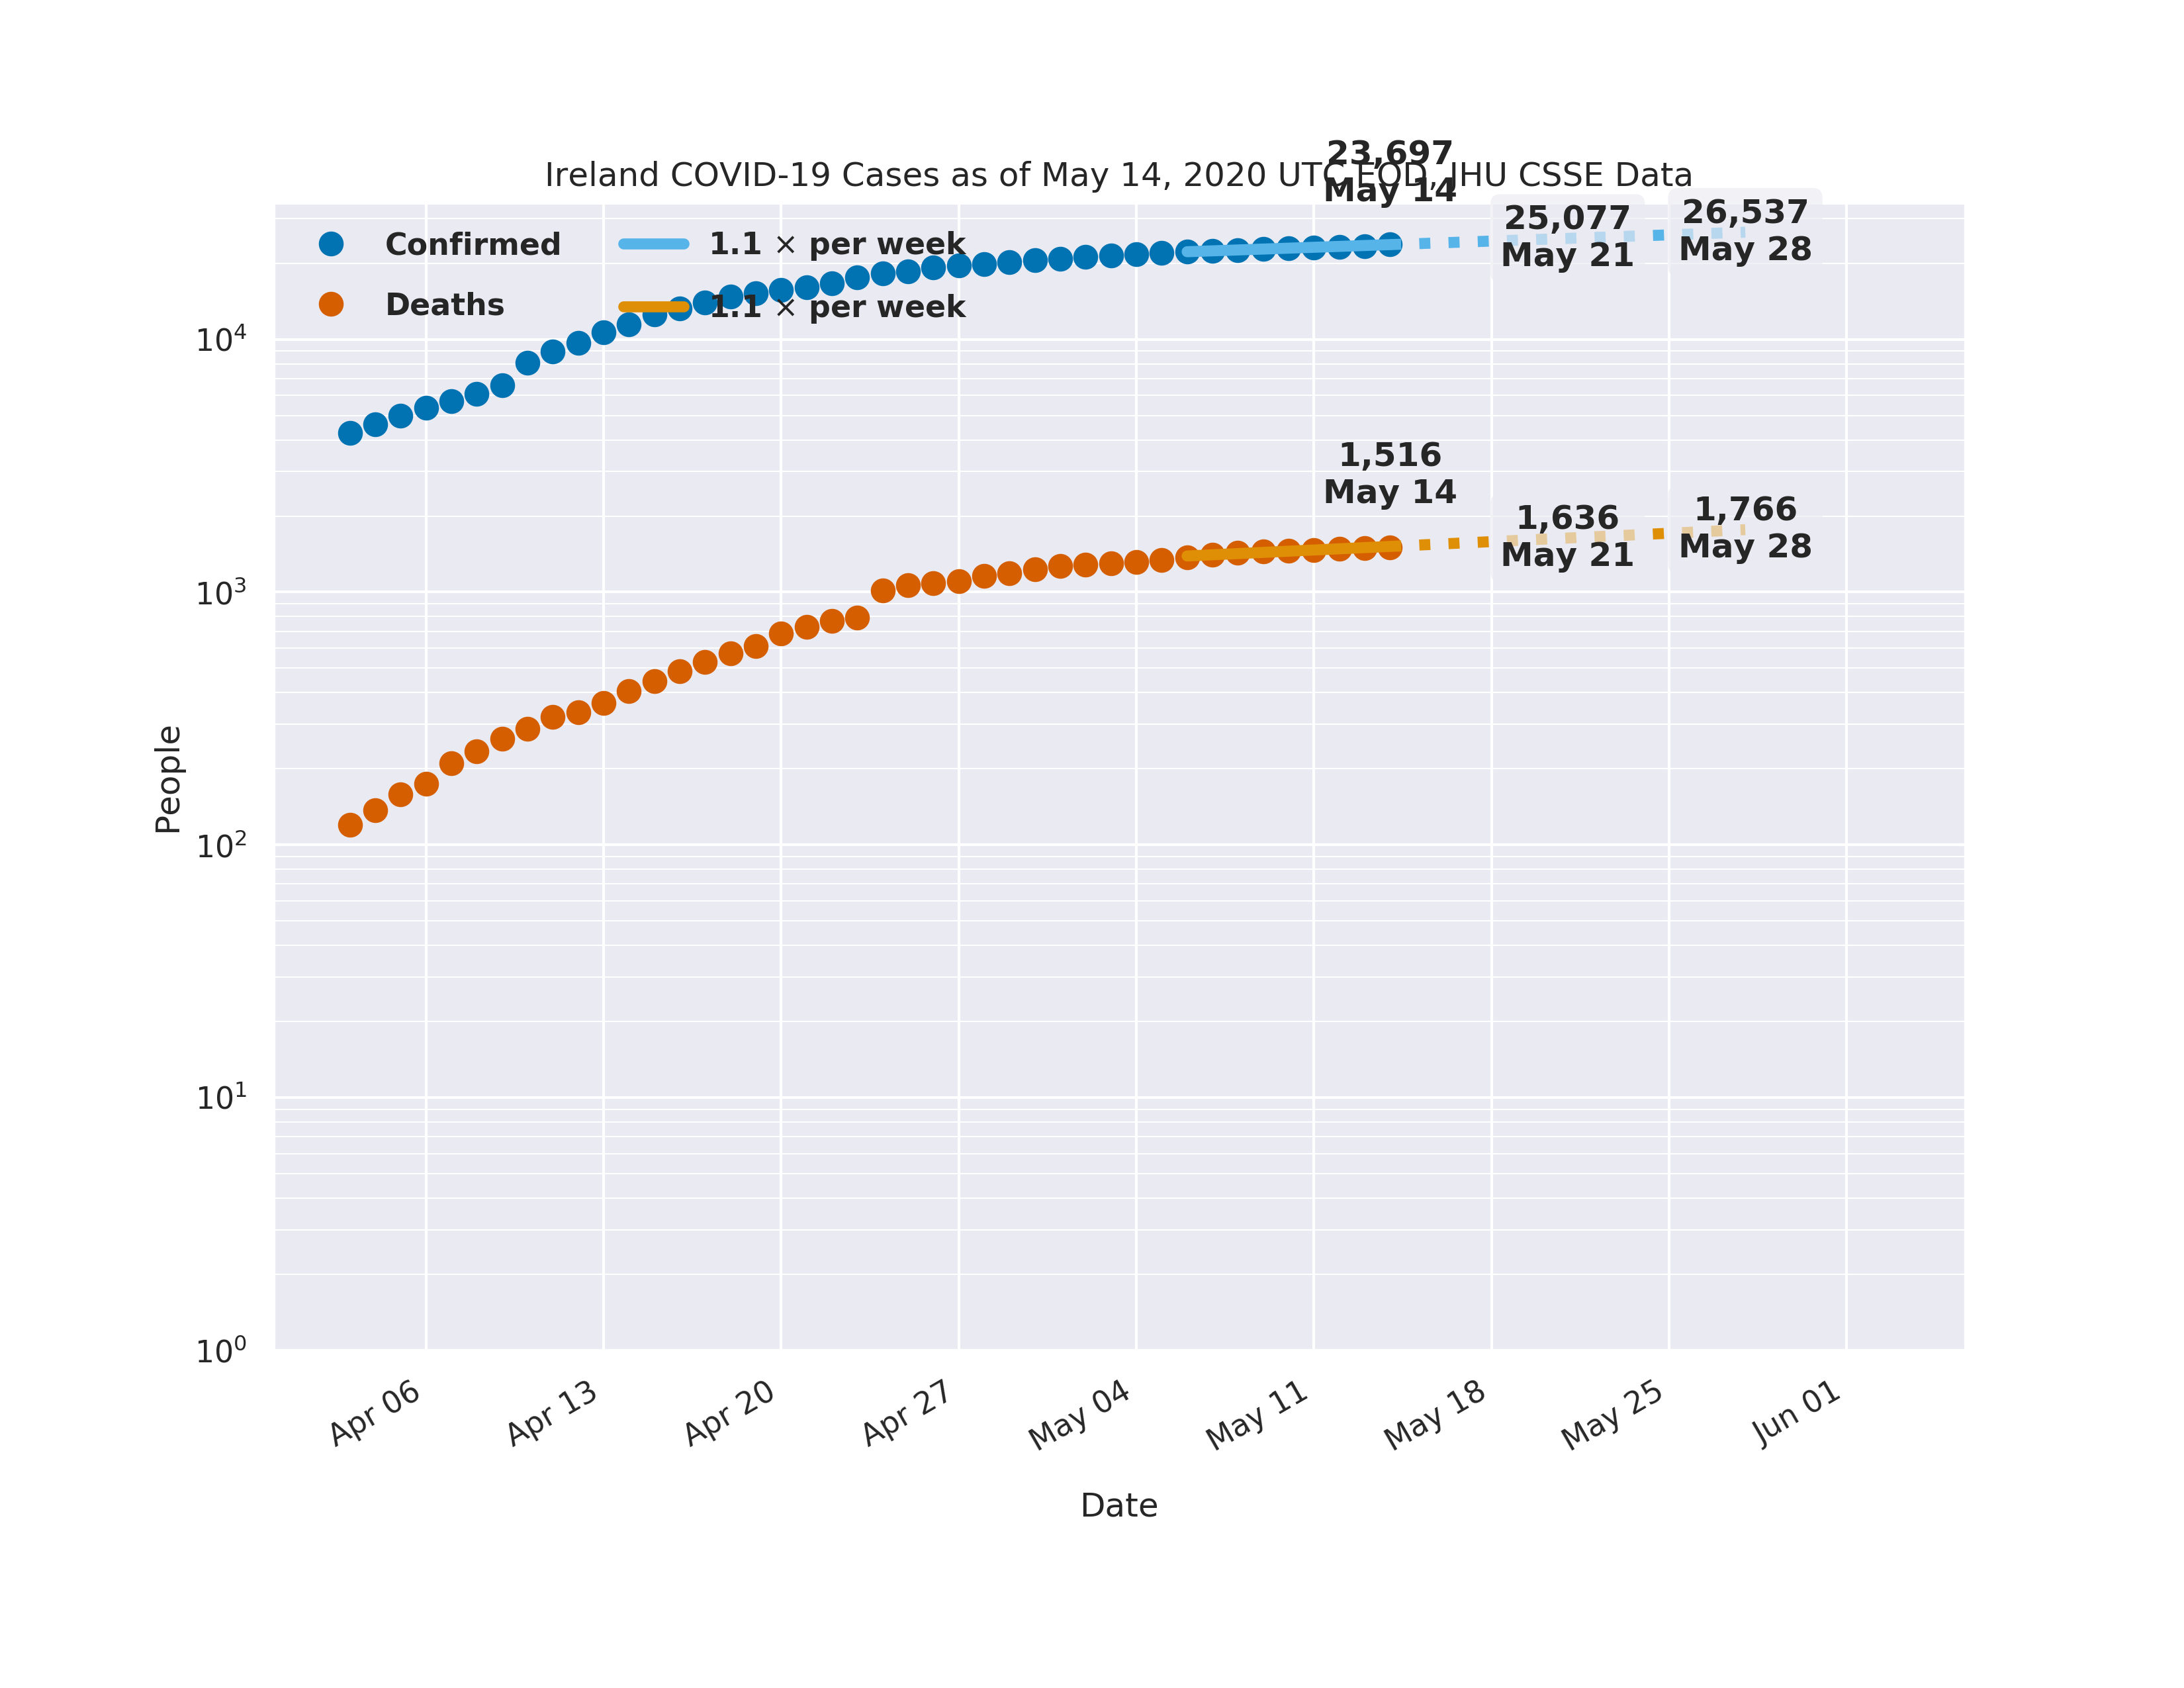 Ireland COVID-19 Cases as of May 14, 2020 UTC EOD, JHU CSSE Data
23,697
May 14
25,077
May 21
26,537
May 28
Confirmed
1.1 × per week
Deaths
1.1 × per week
1,516
May 14
1,636
May 21
1,766
May 28
People
10⁴
10³
10²
10¹
10⁰
Apr 06
Apr 13
Apr 20
Apr 27
May 04
May 11
May 18
May 25
Jun 01
Date